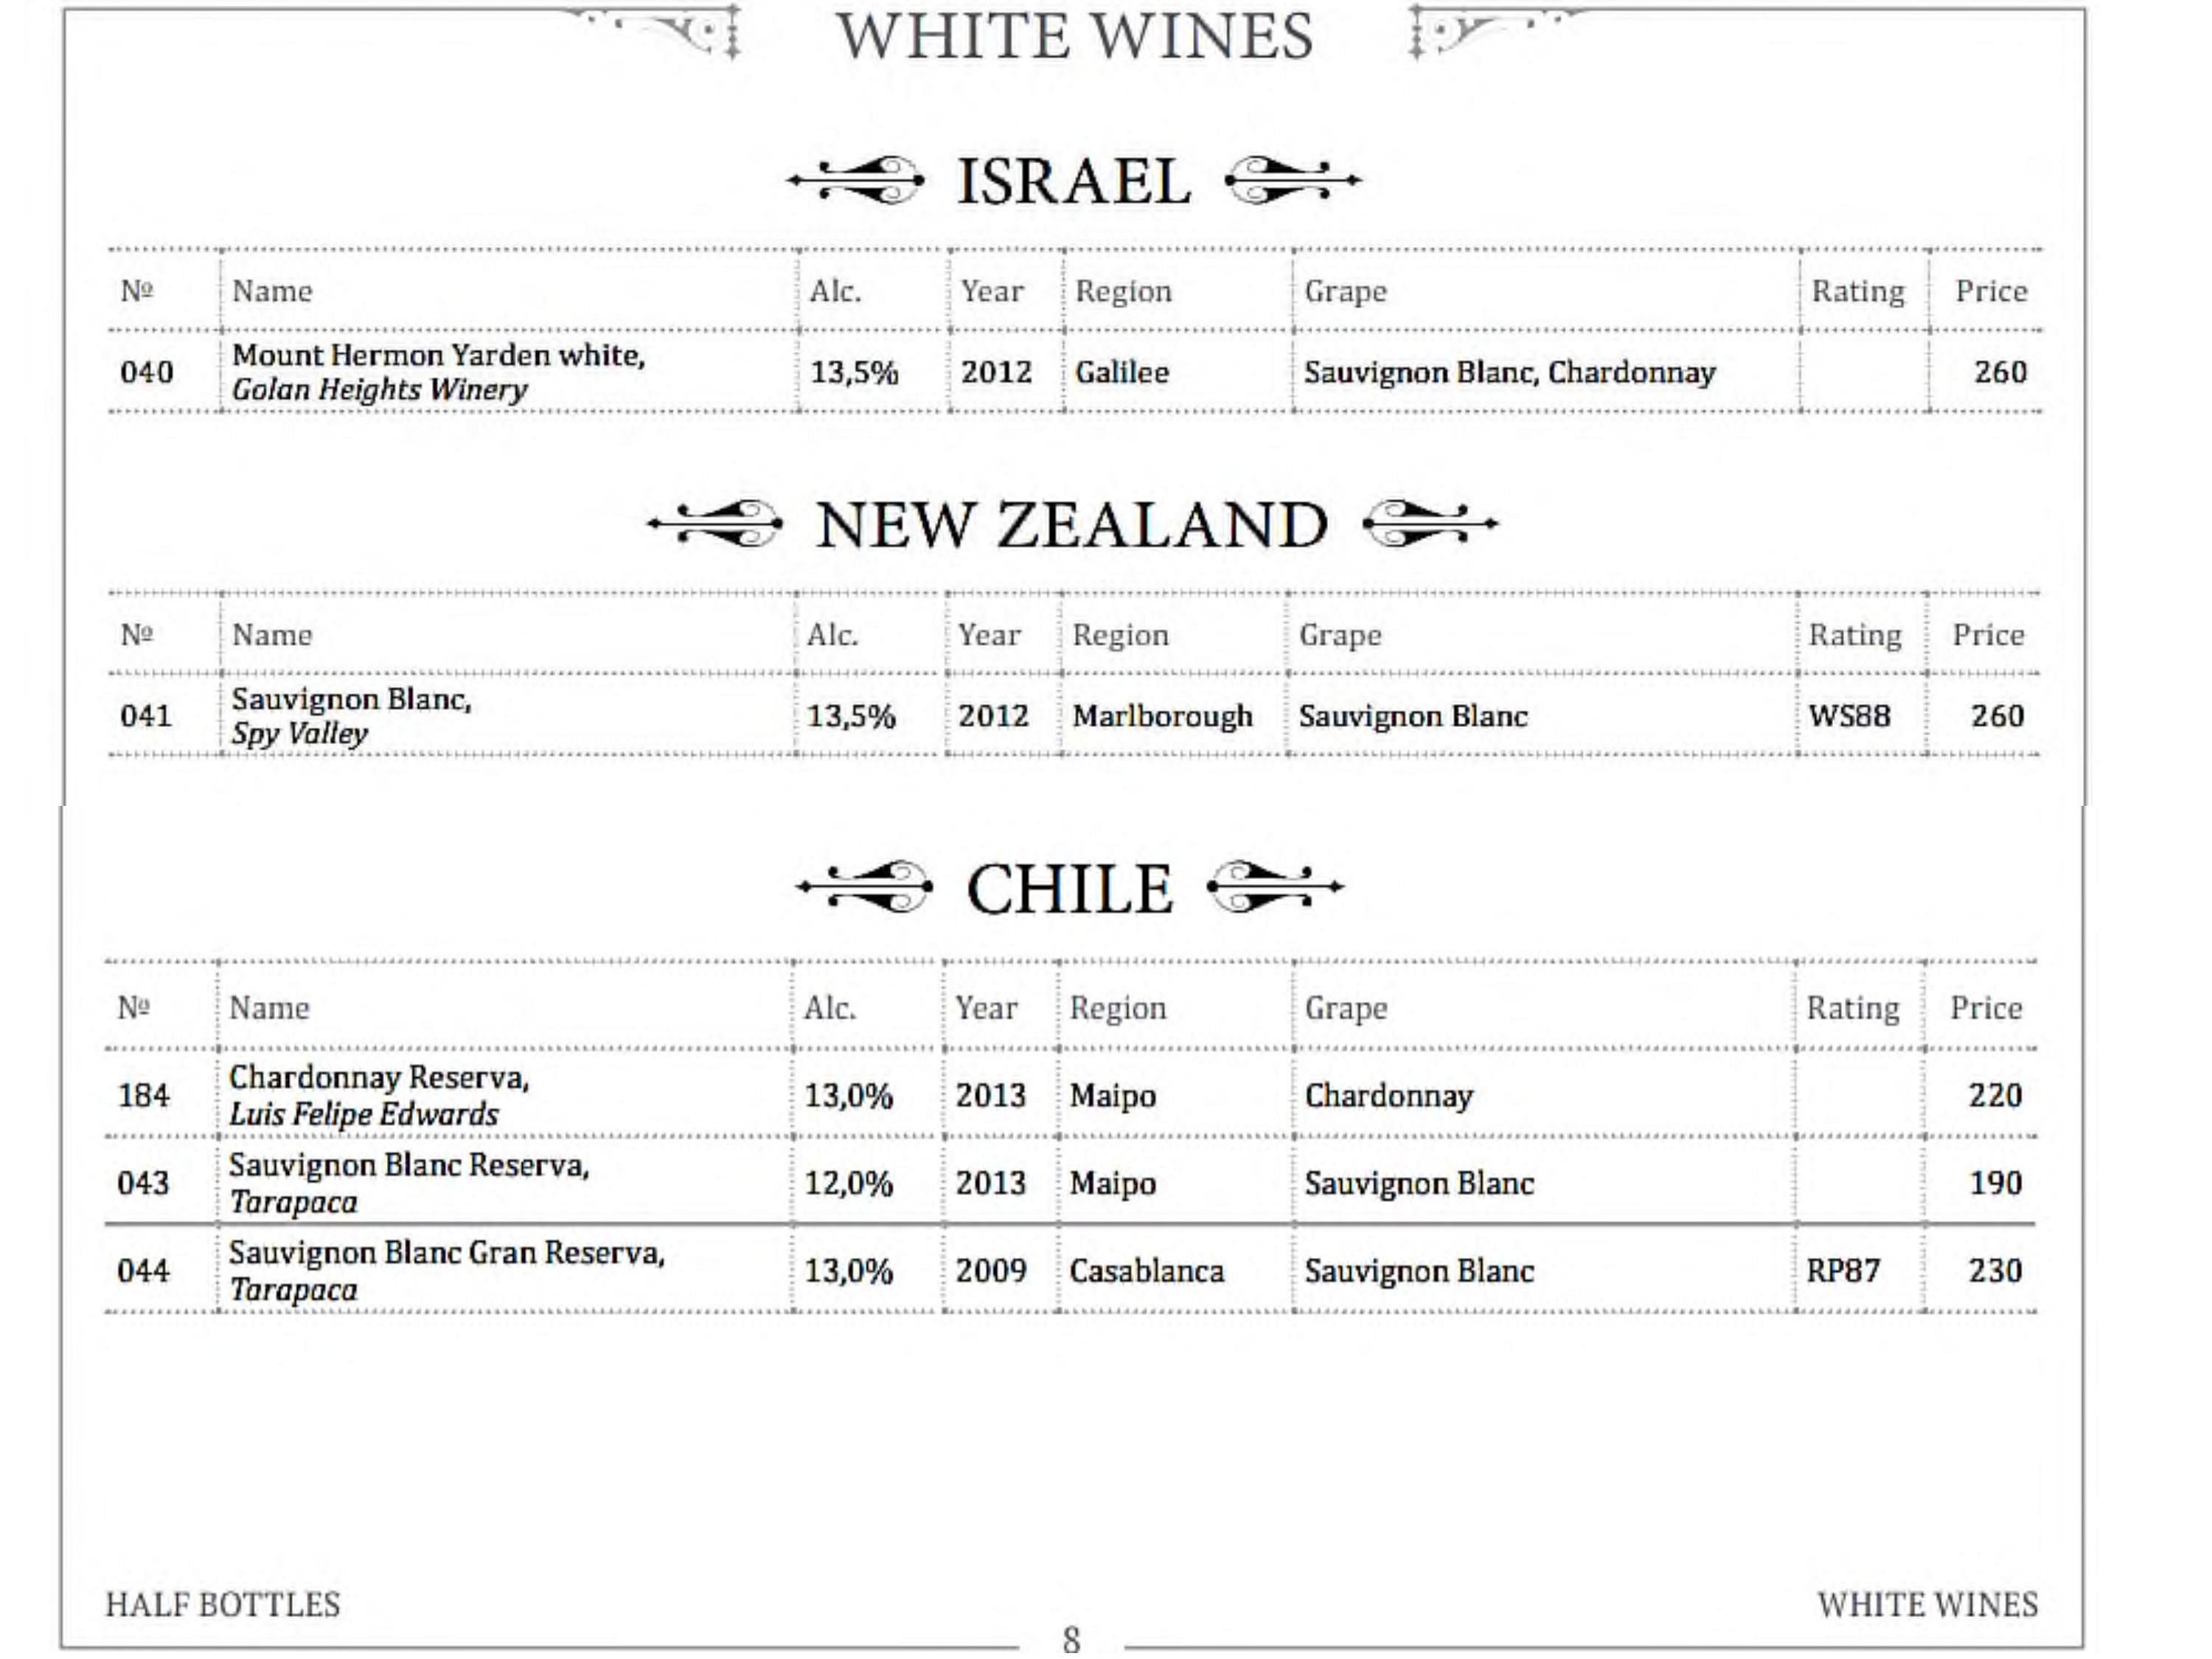 WHITE WINES
ISRAEL
№ Name Alc. Year Region Grape Rating Price
040 Mount Hermon Yarden white, 13,5% 2012 Galilee Sauvignon Blanc, Chardonnay 260
Golan Heights Winery
NEW ZEALAND
№ Name Alc. Year Region Grape Rating Price
041 Sauvignon Blanc, 13,5% 2012 Marlborough Sauvignon Blanc WS88 260
Spy Valley
CHILE
№ Name Alc. Year Region Grape Rating Price
184 Chardonnay Reserva, 13,0% 2013 Maipo Chardonnay 220
Luis Felipe Edwards
043 Sauvignon Blanc Reserva, 12,0% 2013 Maipo Sauvignon Blanc 190
Tarapaca
044 Sauvignon Blanc Gran Reserva, 13,0% 2009 Casablanca Sauvignon Blanc RP87 230
Tarapaca
HALF BOTTLES WHITE WINES
8